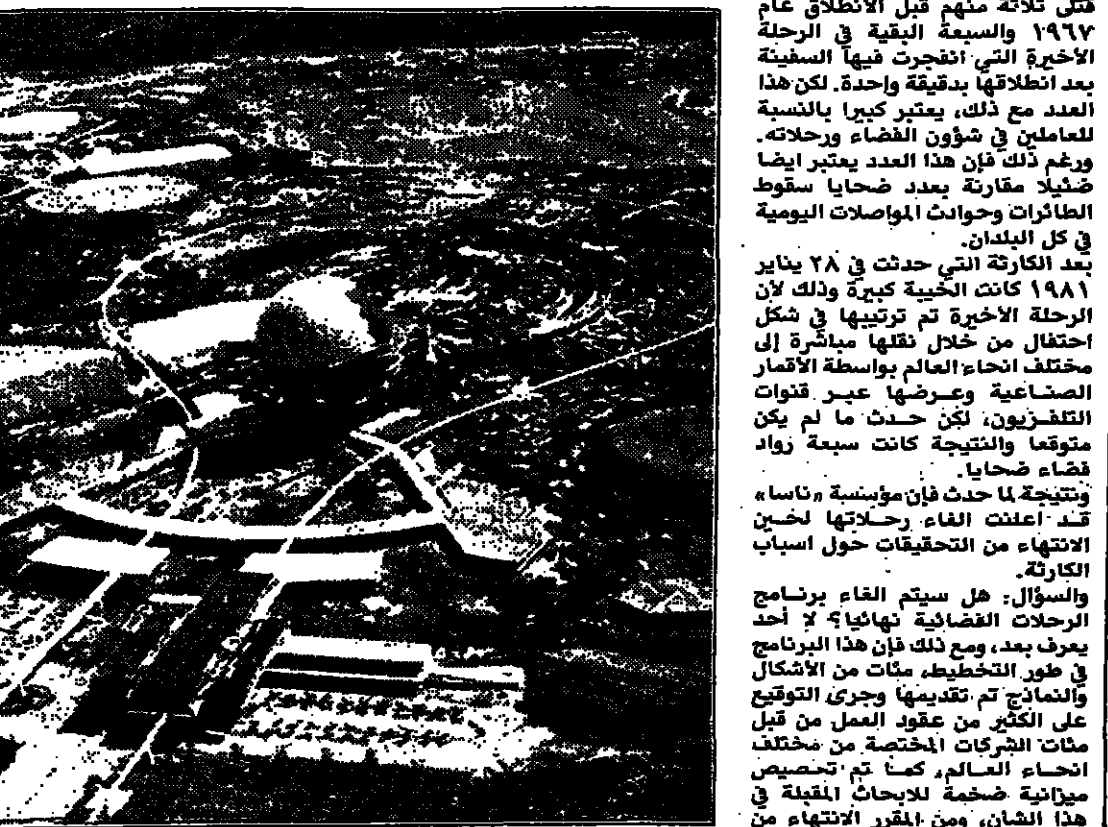 قتلى ثلاثة منهم قبل الانطلاق عام
١٩٦٧ والسبعة البقية في الرحلة
الأخيرة التي انفجرت فيها السفينة
بعد انطلاقها بدقيقة واحدة. لكن هذا
العدد مع ذلك، يعتبر كبيرا بالنسبة
للعاملين في شؤون الفضاء ورحلاته.
ورغم ذلك فإن هذا العدد يعتبر ايضا
ضئيلا مقارنة بعدد ضحايا سقوط
الطائرات وحوادث المواصلات اليومية
في كل البلدان.
بعد الكارثة التي حدثت في ٢٨ يناير
١٩٨١ كانت الخيبة كبيرة وذلك لأن
الرحلة الأخيرة تم ترتيبها في شكل
احتفال من خلال نقلها مباشرة إلى
مختلف انحاء العالم بواسطة الأقمار
الصناعية وعرضها عبر قنوات
التلفزيون، لكن حدث ما لم يكن
متوقعا والنتيجة كانت سبعة رواد
فضاء ضحايا.
ونتيجة لما حدث فإن مؤسسة «ناسا»
قد اعلنت الغاء رحلاتها لحين
الانتهاء من التحقيقات حول اسباب
الكارثة.
والسؤال: هل سيتم الغاء برنامج
الرحلات الفضائية نهائيا؟ لا أحد
يعرف بعد، ومع ذلك فإن هذا البرنامج
في طور التخطيط، مئات من الأشكال
والنماذج تم تقديمها وجرى التوقيع
على الكثير من عقود العمل من قبل
مئات الشركات المختصة من مختلف
انحاء العالم، كما تم تخصيص
ميزانية ضخمة للابحاث المقبلة في
هذا الشان، ومن المقرر الانتهاء من